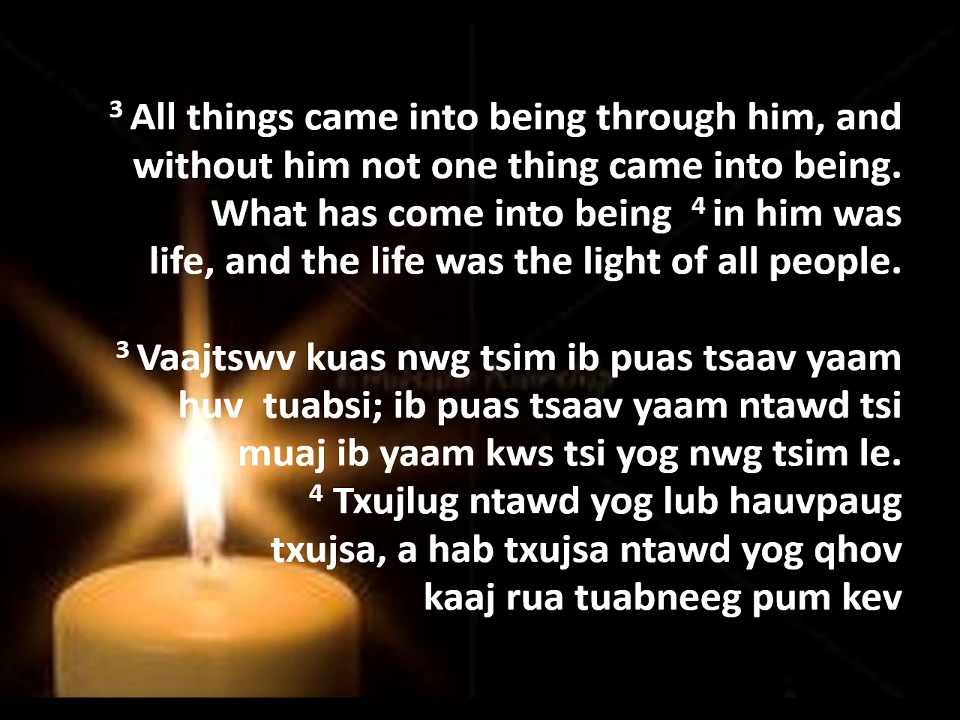 3 All things came into being through him, and
without him not one thing came into being.
What has come into being 4 in him was
life, and the life was the light of all people.
3 Vaajtswv kuas nwg tsim ib puas tsaav yaam
huv tuabsi; ib puas tsaav yaam ntawd tsi
muaj ib yaam kws tsi yog nwg tsim le.
4 Txujlug ntawd yog lub hauvpaug
txujsa, a hab txujsa ntawd yog qhov
kaaj rua tuabneeg pum kev